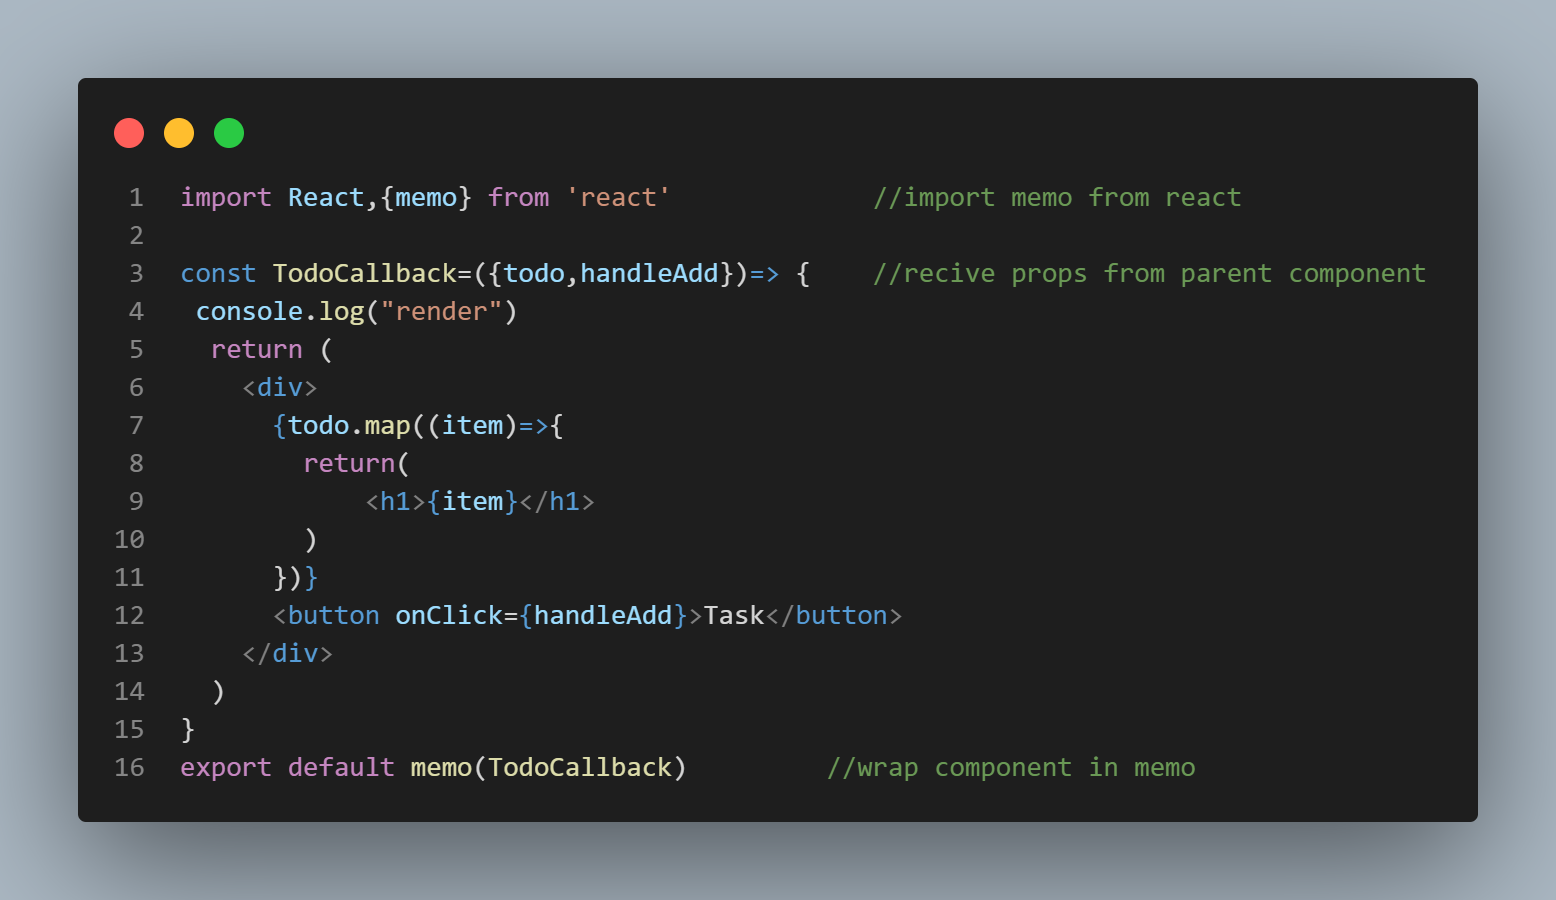 1 import React,{memo} from 'react' //import memo from react
2
3 const TodoCallback=({todo,handleAdd})=> { //recive props from parent component
4 console.log("render")
5 return (
6 <div>
7 {todo.map((item)=>{
8 return(
9 <h1>{item}</h1>
10 )
11 })}
12 <button onClick={handleAdd}>Task</button>
13 </div>
14 )
15 }
16 export default memo(TodoCallback) //wrap component in memo